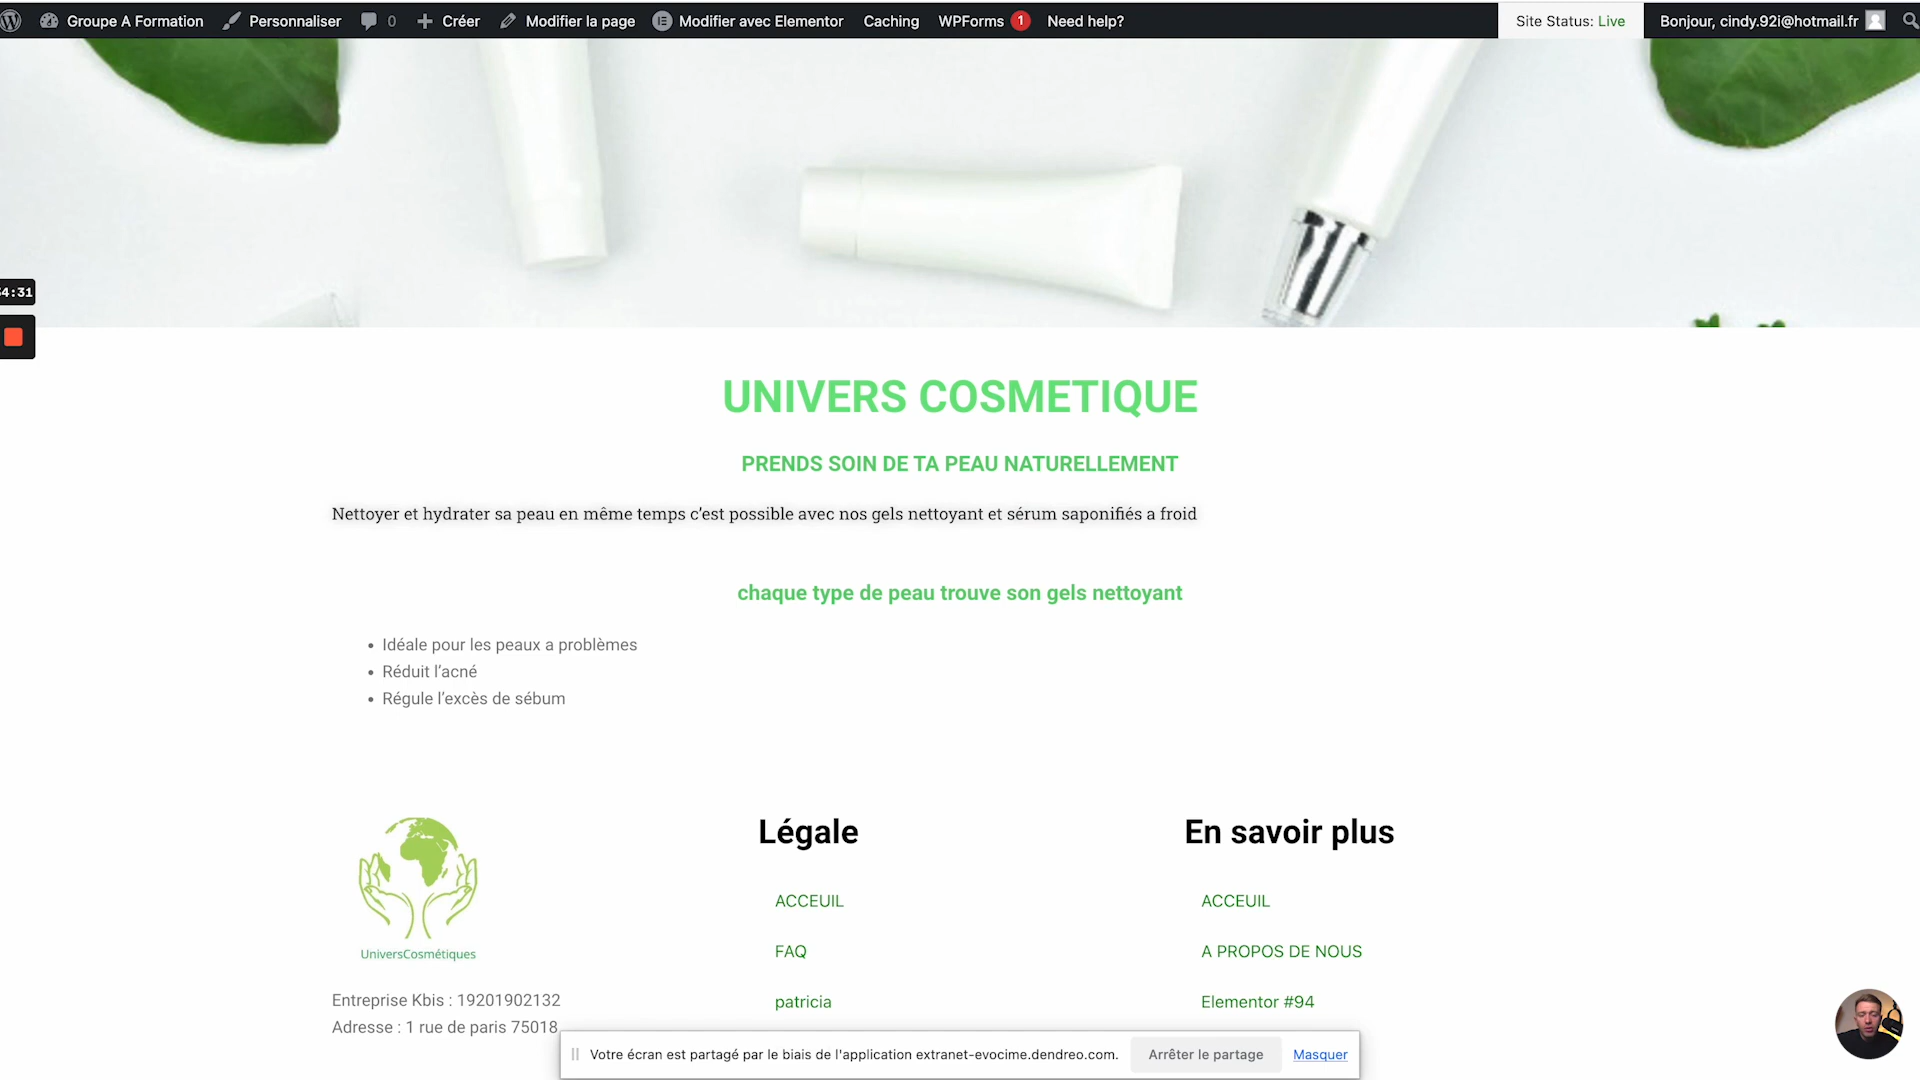 Groupe A Formation Personnaliser 0 Créer Modifier la page Modifier avec Elementor Caching WPForms 1 Need help? Site Status: Live Bonjour, cindy.92i@hotmail.fr
4:31
UNIVERS COSMETIQUE
PRENDS SOIN DE TA PEAU NATURELLEMENT
Nettoyer et hydrater sa peau en même temps c’est possible avec nos gels nettoyant et sérum saponifiés a froid
chaque type de peau trouve son gels nettoyant
• Idéale pour les peaux a problèmes
• Réduit l’acné
• Régule l’excès de sébum
UniversCosmétiques
Entreprise Kbis : 19201902132
Adresse : 1 rue de paris 75018
Légale
ACCEUIL
FAQ
patricia
En savoir plus
ACCEUIL
A PROPOS DE NOUS
Elementor #94
Votre écran est partagé par le biais de l'application extranet-evocime.dendreo.com. Arrêter le partage Masquer